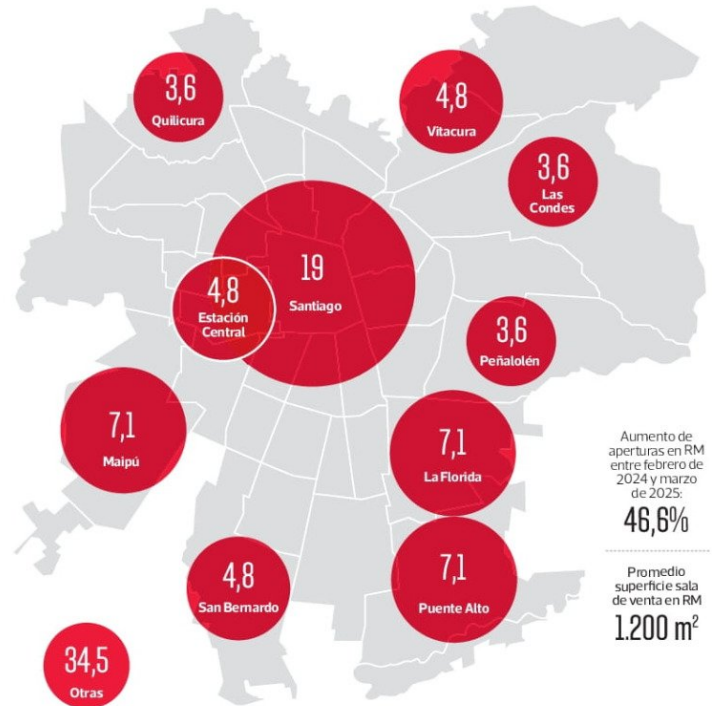 3,6
Quilicura
4,8
Vitacura
3,6
Las
Condes
19
Santiago
4,8
Estación
Central
3,6
Peñalolén
7,1
Maipú
7,1
La Florida
Aumento de
aperturas en RM
entre febrero de
2024 y marzo
de 2025:
46,6%
4,8
San Bernardo
7,1
Puente Alto
Promedio
superficie sala
de venta en RM
1.200 m²
34,5
Otras